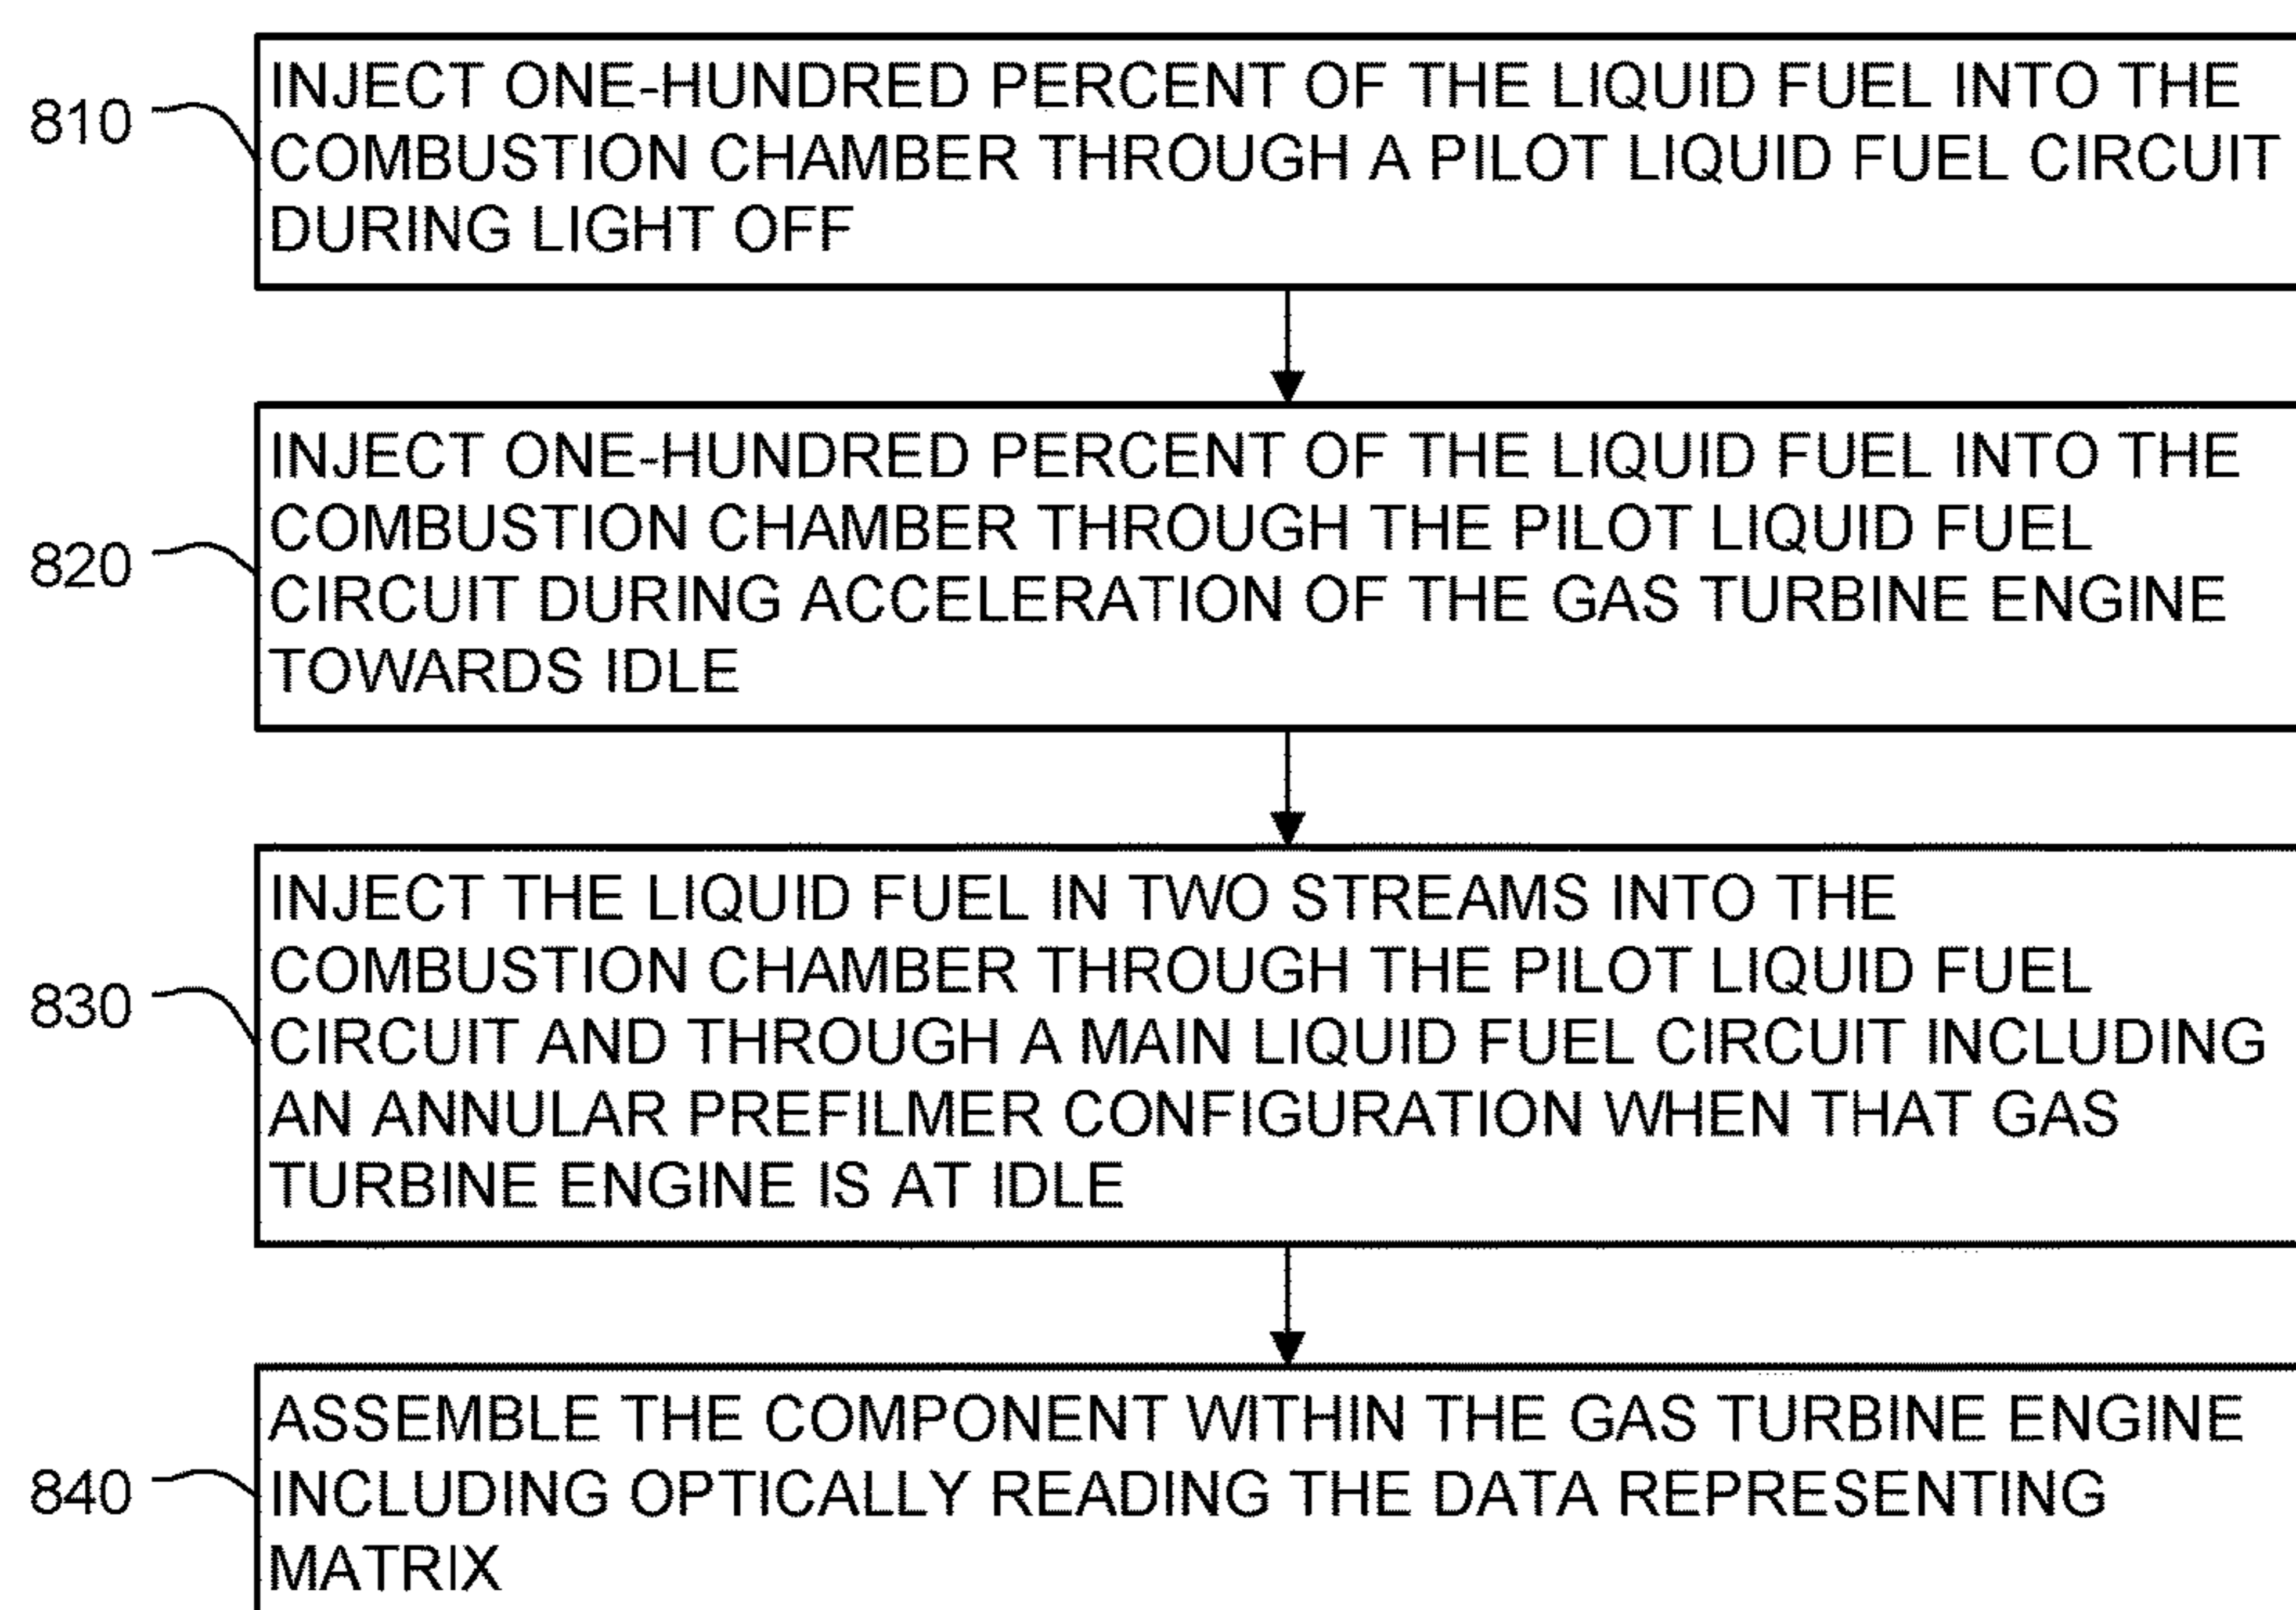 810
INJECT ONE-HUNDRED PERCENT OF THE LIQUID FUEL INTO THE
COMBUSTION CHAMBER THROUGH A PILOT LIQUID FUEL CIRCUIT
DURING LIGHT OFF
820
INJECT ONE-HUNDRED PERCENT OF THE LIQUID FUEL INTO THE
COMBUSTION CHAMBER THROUGH THE PILOT LIQUID FUEL
CIRCUIT DURING ACCELERATION OF THE GAS TURBINE ENGINE
TOWARDS IDLE
830
INJECT THE LIQUID FUEL IN TWO STREAMS INTO THE
COMBUSTION CHAMBER THROUGH THE PILOT LIQUID FUEL
CIRCUIT AND THROUGH A MAIN LIQUID FUEL CIRCUIT INCLUDING
AN ANNULAR PREFILMER CONFIGURATION WHEN THAT GAS
TURBINE ENGINE IS AT IDLE
840
ASSEMBLE THE COMPONENT WITHIN THE GAS TURBINE ENGINE
INCLUDING OPTICALLY READING THE DATA REPRESENTING
MATRIX